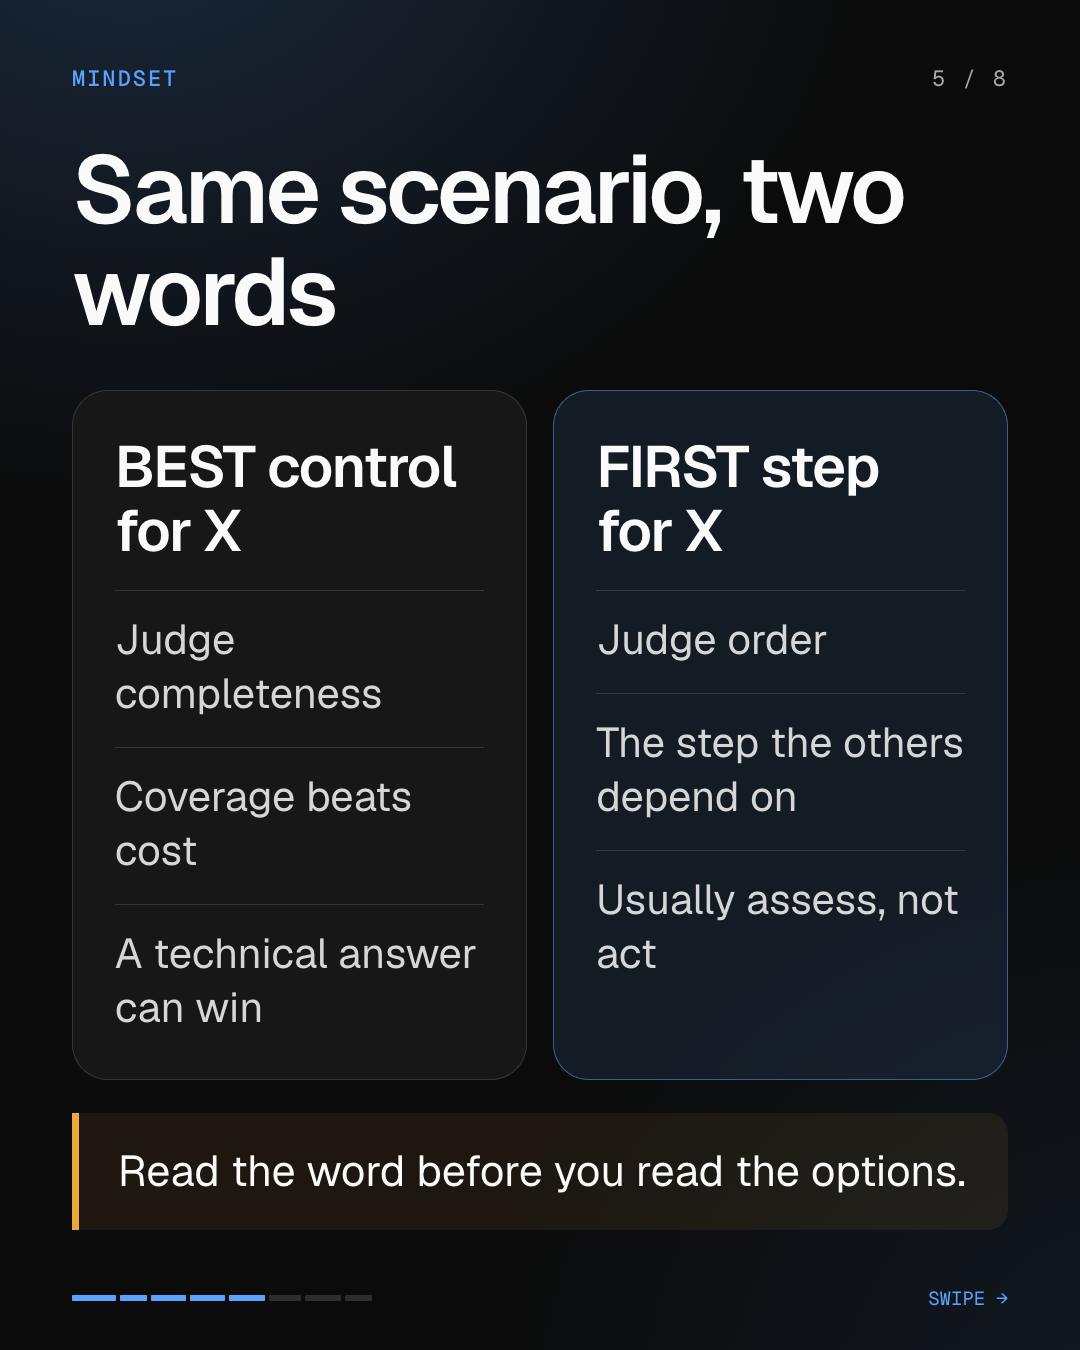 MINDSET
5 / 8
Same scenario, two
words
BEST control
for X
Judge
completeness
Coverage beats
cost
A technical answer
can win
FIRST step
for X
Judge order
The step the others
depend on
Usually assess, not
act
Read the word before you read the options.
SWIPE →